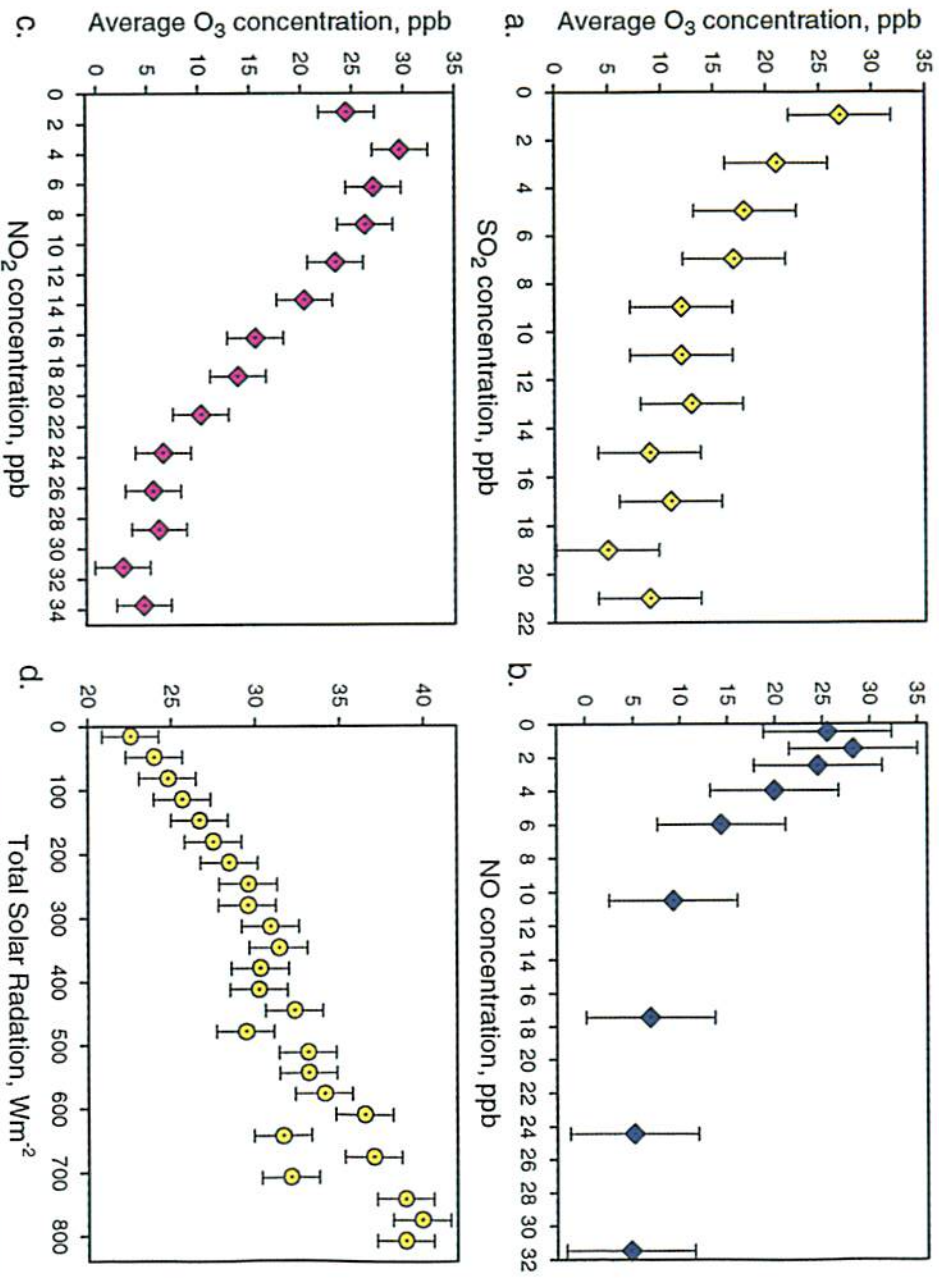 Average O3 concentration, ppb
35
30
25
20
15
10
5
0
0 2 4 6 8 10 12 14 16 18 20 22
a. SO2 concentration, ppb
35
30
25
20
15
10
5
0
0 2 4 6 8 10 12 14 16 18 20 22 24 26 28 30 32
b. NO concentration, ppb
Average O3 concentration, ppb
35
30
25
20
15
10
5
0
0 2 4 6 8 10 12 14 16 18 20 22 24 26 28 30 32 34
c. NO2 concentration, ppb
40
35
30
25
20
0 100 200 300 400 500 600 700 800
d. Total Solar Radation, Wm-2